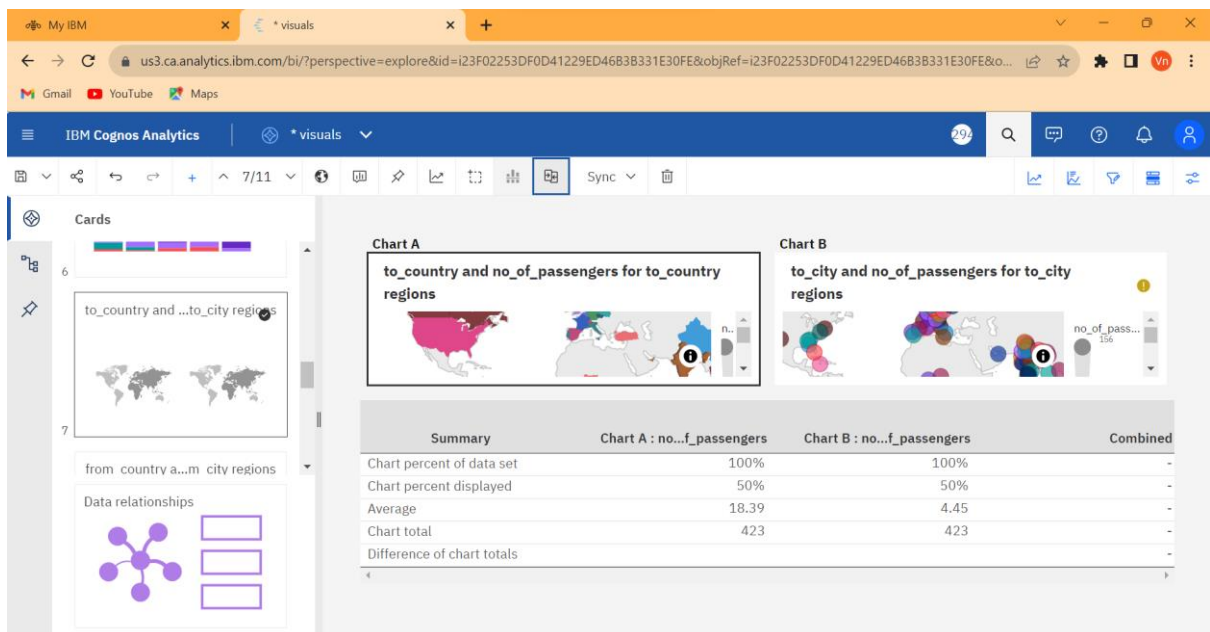 My IBM
* visuals
us3.ca.analytics.ibm.com/bi/?perspective=explore&id=i23F02253DF0D41229ED46B3B331E30FE&objRef=i23F02253DF0D41229ED46B3B331E30FE&o...
Vn
Gmail YouTube Maps
IBM Cognos Analytics * visuals
294
7/11 Sync
Cards
6
to_country and ...to_city regions
7
from_country a...m_city regions
Data relationships
Chart A
to_country and no_of_passengers for to_country
regions
n..
Chart B
to_city and no_of_passengers for to_city
regions
no_of_pass...
156
Summary Chart A : no...f_passengers Chart B : no...f_passengers Combined
Chart percent of data set 100% 100% -
Chart percent displayed 50% 50% -
Average 18.39 4.45 -
Chart total 423 423 -
Difference of chart totals -